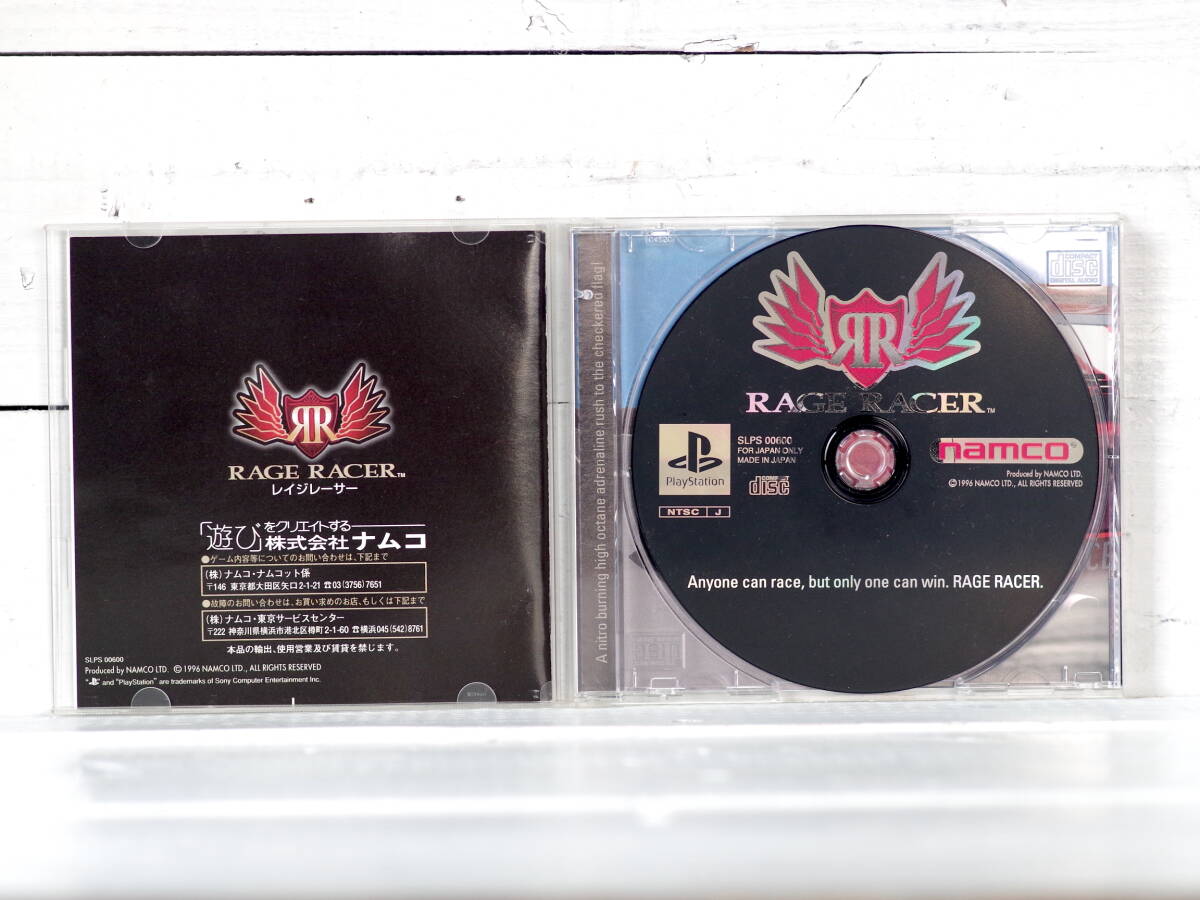 RR
RAGE RACER™
レイジレーサー
「遊び」をクリエイトする
株式会社ナムコ
●ゲーム内容等についてのお問い合わせは、下記まで
(株)ナムコ・ナムコット係
〒146 東京都大田区矢口2-1-21 ☎03(3756)7651
●故障のお問い合わせは、お買い求めのお店、もしくは下記まで
(株)ナムコ・東京サービスセンター
〒222 神奈川県横浜市港北区樽町2-1-60 ☎横浜045(542)8761
本品の輸出、使用営業及び賃貸を禁じます。
SLPS 00600
Produced by NAMCO LTD. ©1996 NAMCO LTD., ALL RIGHTS RESERVED
"PS" and "PlayStation" are trademarks of Sony Computer Entertainment Inc.
A nitro burning high octane adrenaline rush to the checkered flag!
COMPACT
disc
DIGITAL AUDIO
RR
RAGE RACER™
PlayStation
SLPS 00600
FOR JAPAN ONLY
MADE IN JAPAN
COMPACT
disc
NTSC J
namco
Produced by NAMCO LTD.
©1996 NAMCO LTD., ALL RIGHTS RESERVED
Anyone can race, but only one can win. RAGE RACER.